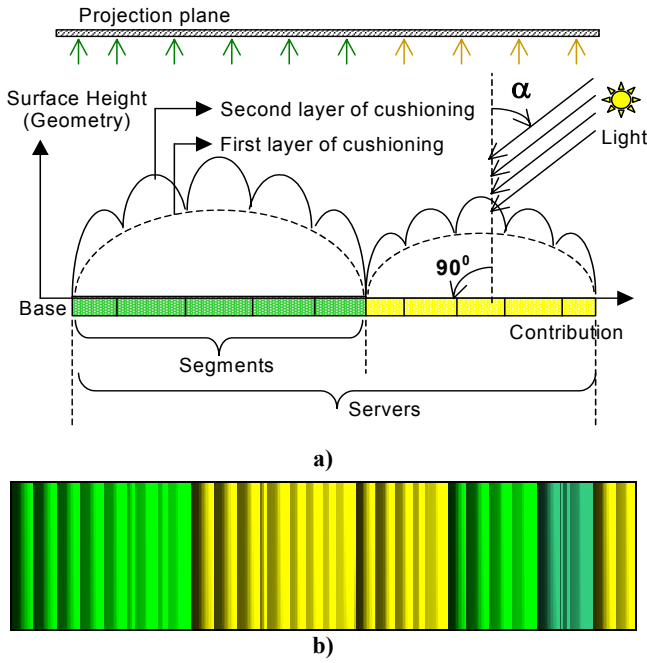 Projection plane
α
Surface Height
(Geometry)
Second layer of cushioning
First layer of cushioning
Light
90⁰
Base
Contribution
Segments
Servers
a)
b)